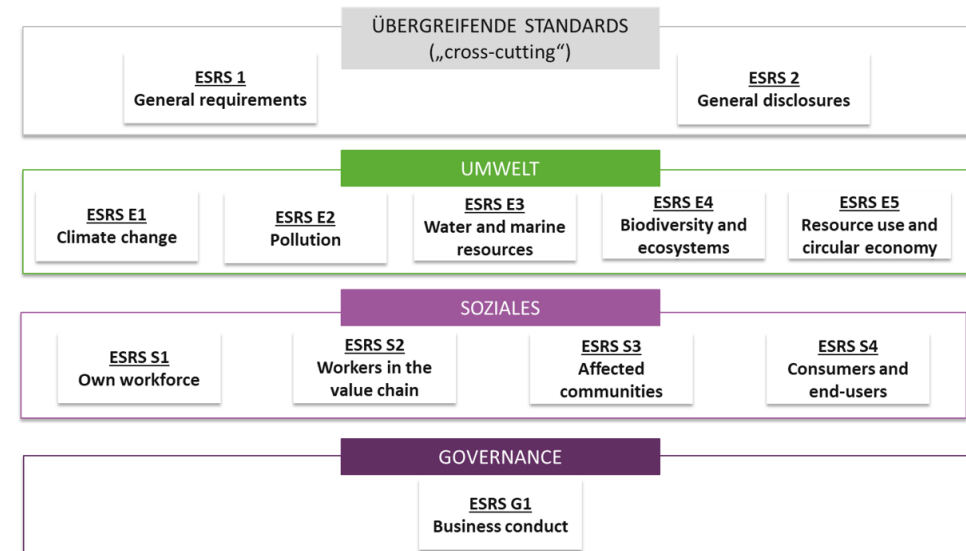 ÜBERGREIFENDE STANDARDS
(„cross-cutting“)
ESRS 1
General requirements
ESRS 2
General disclosures
UMWELT
ESRS E1
Climate change
ESRS E2
Pollution
ESRS E3
Water and marine
resources
ESRS E4
Biodiversity and
ecosystems
ESRS E5
Resource use and
circular economy
SOZIALES
ESRS S1
Own workforce
ESRS S2
Workers in the
value chain
ESRS S3
Affected
communities
ESRS S4
Consumers and
end-users
GOVERNANCE
ESRS G1
Business conduct